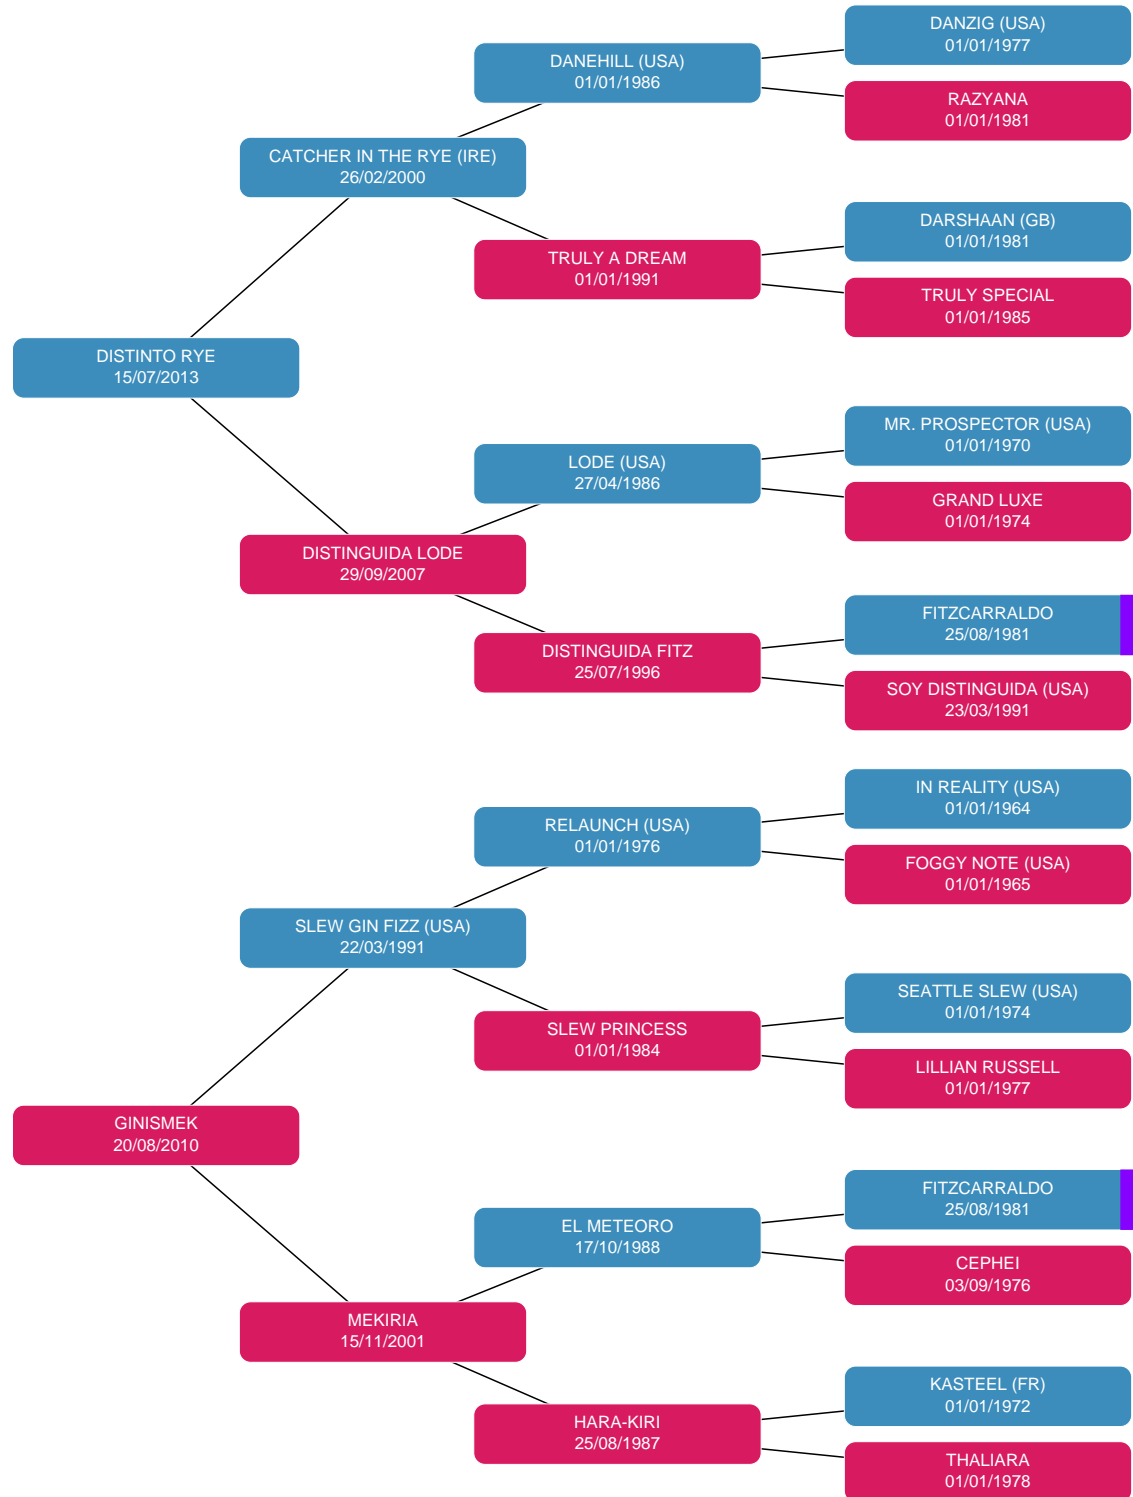 DANZIG (USA)
01/01/1977
DANEHILL (USA)
01/01/1986
RAZYANA
01/01/1981
CATCHER IN THE RYE (IRE)
26/02/2000
DARSHAAN (GB)
01/01/1981
TRULY A DREAM
01/01/1991
TRULY SPECIAL
01/01/1985
DISTINTO RYE
15/07/2013
MR. PROSPECTOR (USA)
01/01/1970
LODE (USA)
27/04/1986
GRAND LUXE
01/01/1974
DISTINGUIDA LODE
29/09/2007
FITZCARRALDO
25/08/1981
DISTINGUIDA FITZ
25/07/1996
SOY DISTINGUIDA (USA)
23/03/1991
IN REALITY (USA)
01/01/1964
RELAUNCH (USA)
01/01/1976
FOGGY NOTE (USA)
01/01/1965
SLEW GIN FIZZ (USA)
22/03/1991
SEATTLE SLEW (USA)
01/01/1974
SLEW PRINCESS
01/01/1984
LILLIAN RUSSELL
01/01/1977
GINISMEK
20/08/2010
FITZCARRALDO
25/08/1981
EL METEORO
17/10/1988
CEPHEI
03/09/1976
MEKIRIA
15/11/2001
KASTEEL (FR)
01/01/1972
HARA-KIRI
25/08/1987
THALIARA
01/01/1978